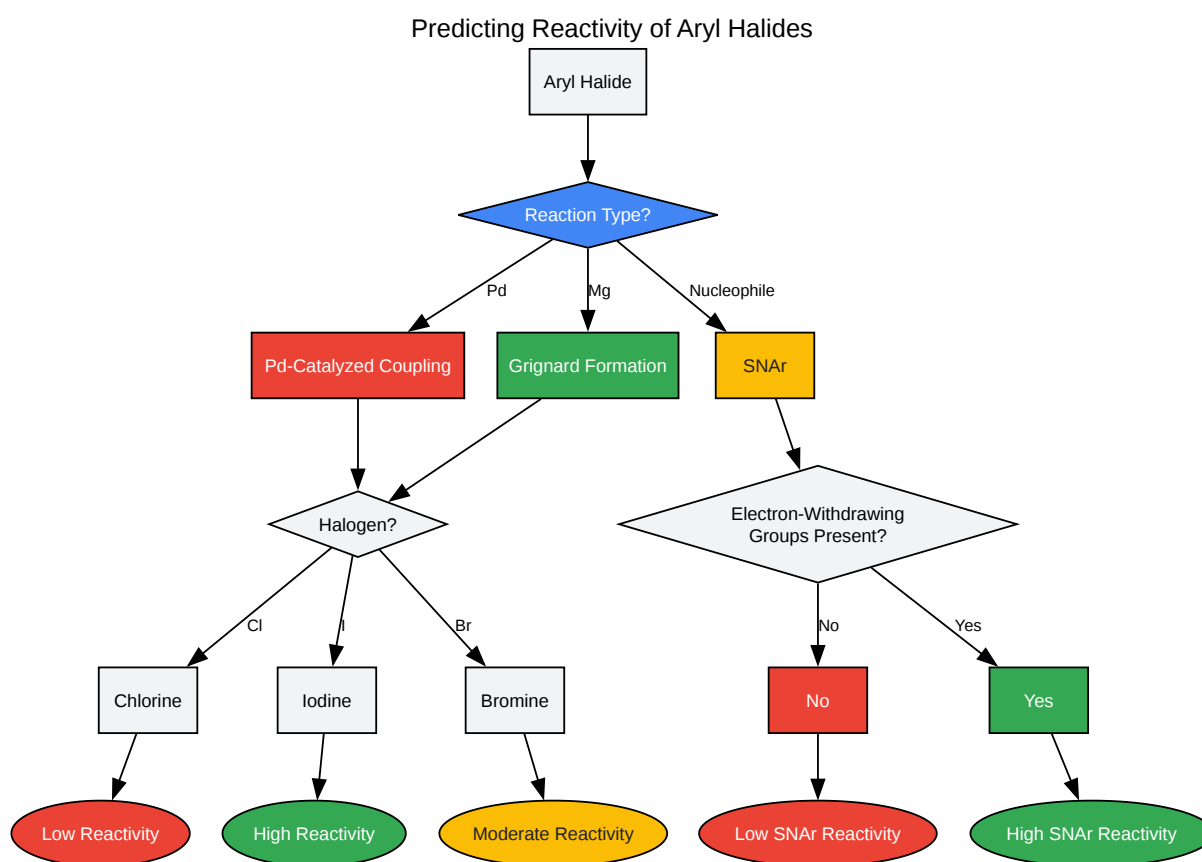 Predicting Reactivity of Aryl Halides
Aryl Halide
Reaction Type?
Pd
Mg
Nucleophile
Pd-Catalyzed Coupling
Grignard Formation
SNAr
Halogen?
Electron-Withdrawing
Groups Present?
Cl
I
Br
No
Yes
Chlorine
Iodine
Bromine
No
Yes
Low Reactivity
High Reactivity
Moderate Reactivity
Low SNAr Reactivity
High SNAr Reactivity